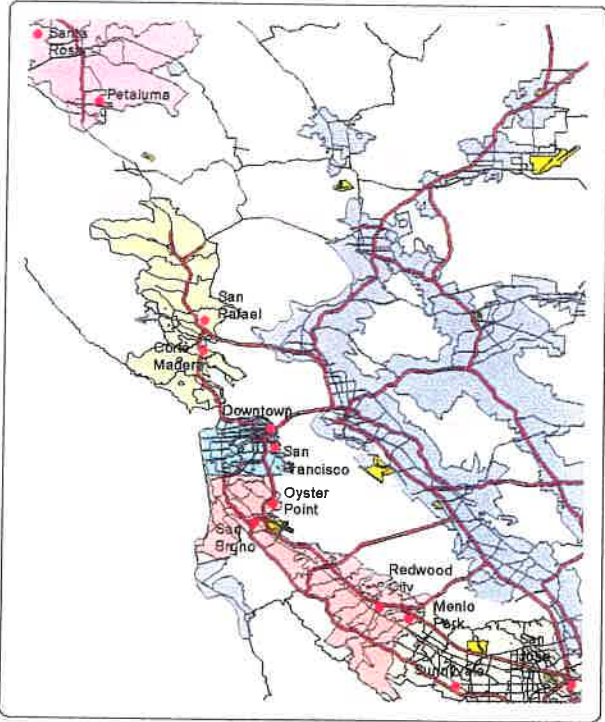 Santa
Rosa
Petaluma
San
Rafael
Corte
Madera
Downtown
San
Francisco
Oyster
Point
San
Bruno
Redwood
City
Menlo
Park
San
Jose
Sunnyvale